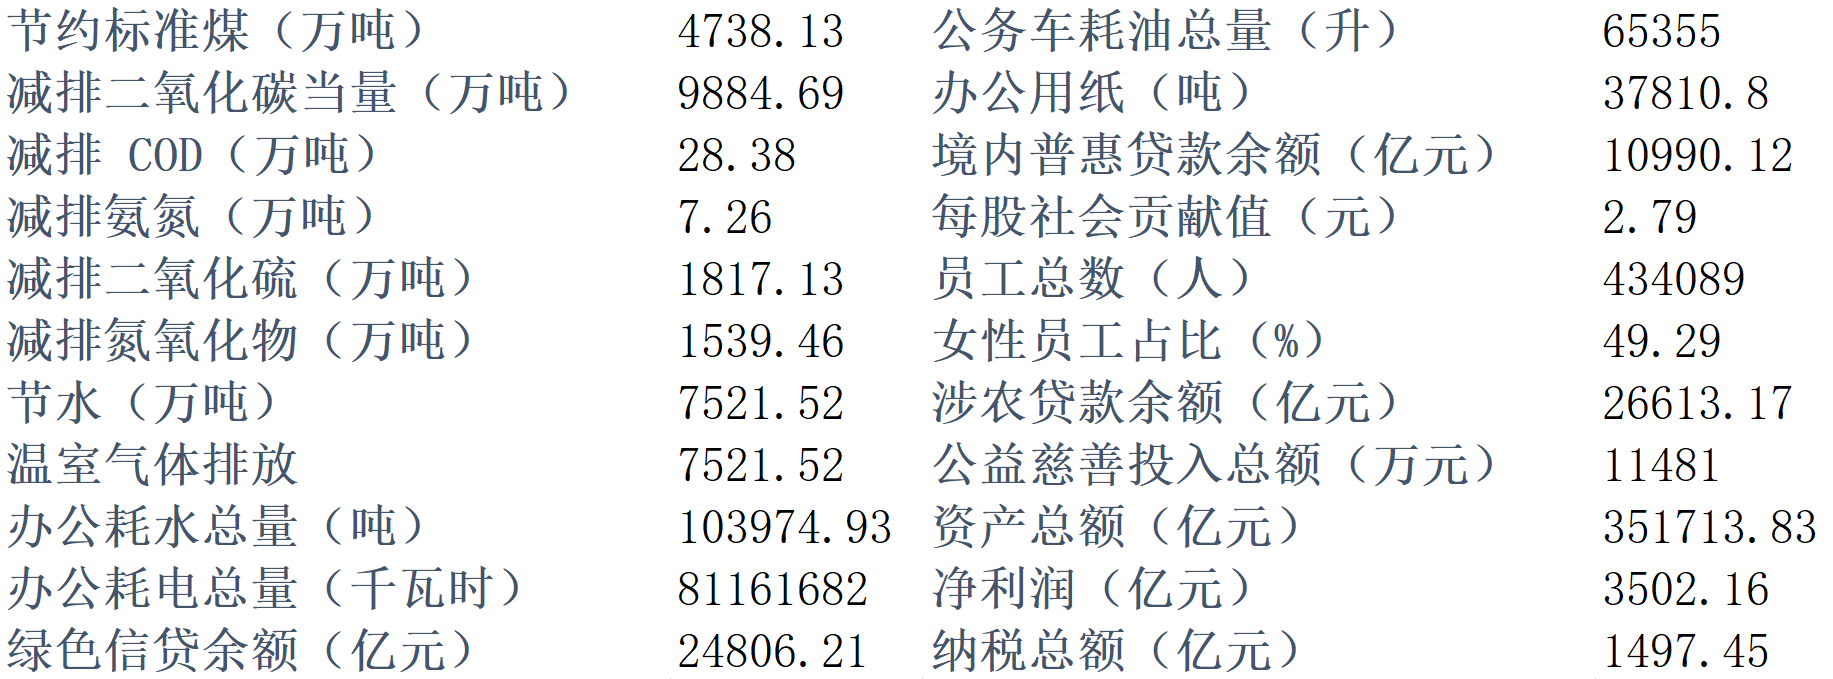 节约标准煤（万吨） 4738.13 公务车耗油总量（升） 65355
减排二氧化碳当量（万吨） 9884.69 办公用纸（吨） 37810.8
减排 COD（万吨） 28.38 境内普惠贷款余额（亿元） 10990.12
减排氨氮（万吨） 7.26 每股社会贡献值（元） 2.79
减排二氧化硫（万吨） 1817.13 员工总数（人） 434089
减排氮氧化物（万吨） 1539.46 女性员工占比（%） 49.29
节水（万吨） 7521.52 涉农贷款余额（亿元） 26613.17
温室气体排放 7521.52 公益慈善投入总额（万元） 11481
办公耗水总量（吨） 103974.93 资产总额（亿元） 351713.83
办公耗电总量（千瓦时） 81161682 净利润（亿元） 3502.16
绿色信贷余额（亿元） 24806.21 纳税总额（亿元） 1497.45